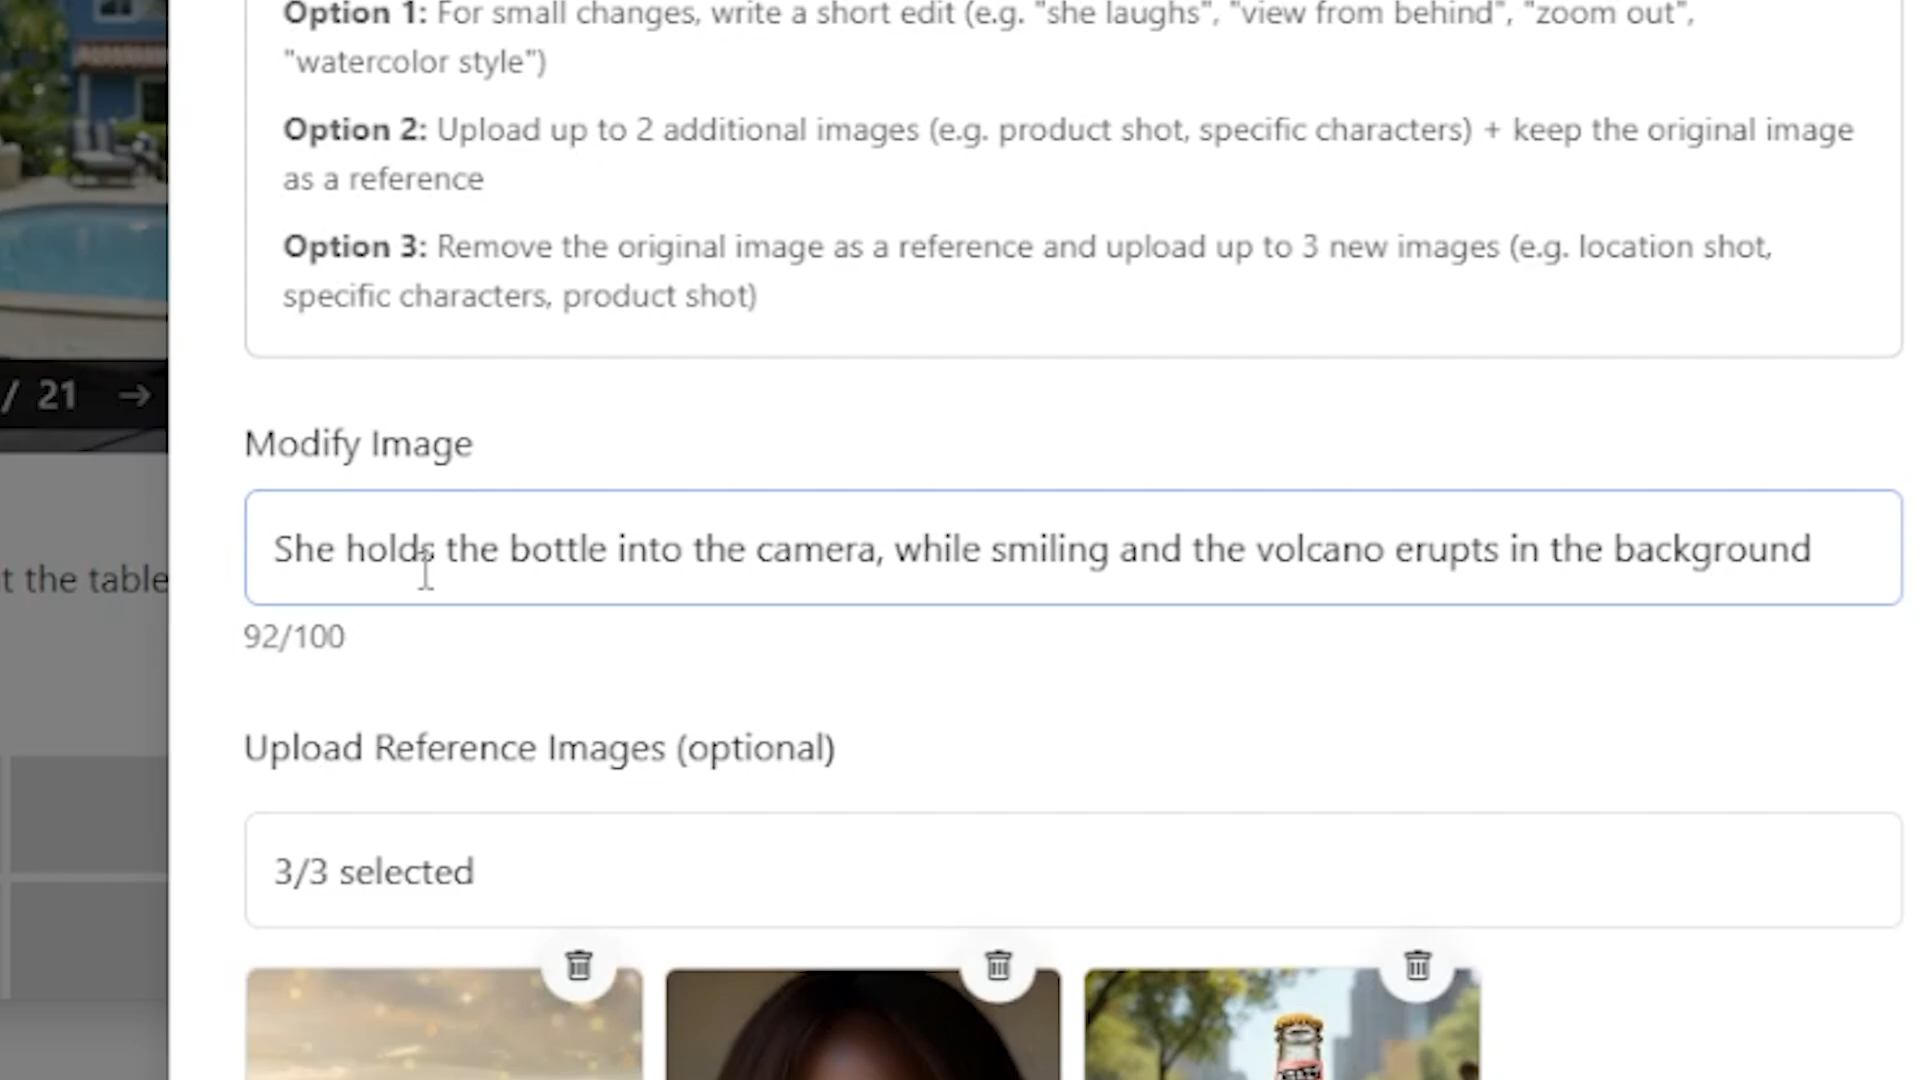 Option 1: For small changes, write a short edit (e.g. "she laughs", "view from behind", "zoom out",
"watercolor style")
Option 2: Upload up to 2 additional images (e.g. product shot, specific characters) + keep the original image
as a reference
Option 3: Remove the original image as a reference and upload up to 3 new images (e.g. location shot,
specific characters, product shot)
/ 21 →
Modify Image
She holds the bottle into the camera, while smiling and the volcano erupts in the background
t the table
92/100
Upload Reference Images (optional)
3/3 selected